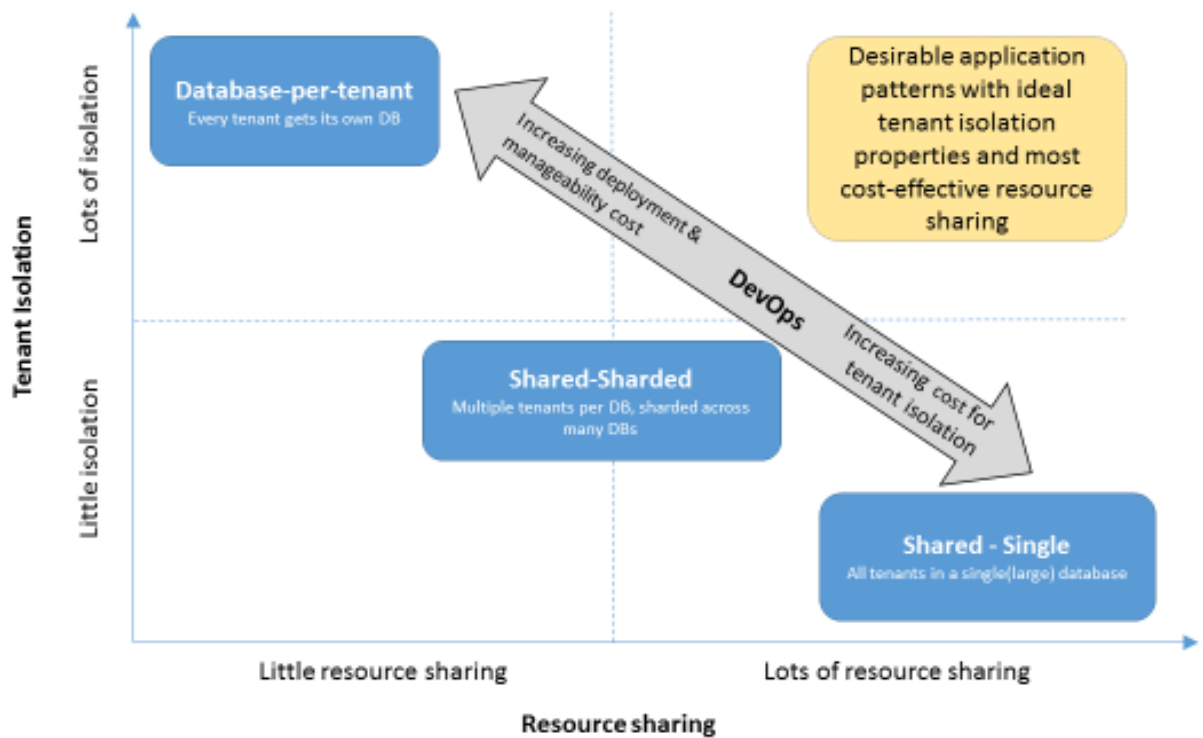 Database-per-tenant
Every tenant gets its own DB
Desirable application
patterns with ideal
tenant isolation
properties and most
cost-effective resource
sharing
Increasing deployment &
manageability cost
DevOps
Increasing cost for
tenant isolation
Shared-Sharded
Multiple tenants per DB, sharded across
many DBs
Shared - Single
All tenants in a single(large) database
Tenant Isolation
Lots of isolation
Little isolation
Little resource sharing
Lots of resource sharing
Resource sharing